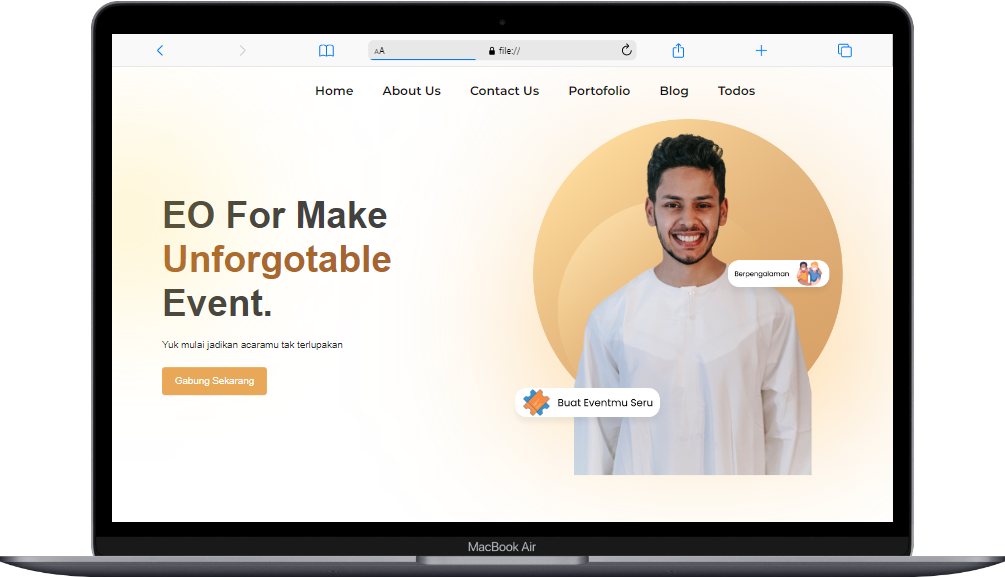 AA file://
Home About Us Contact Us Portofolio Blog Todos
EO For Make
Unforgotable
Event.
Berpengalaman
Yuk mulai jadikan acaramu tak terlupakan
Gabung Sekarang
Buat Eventmu Seru
MacBook Air